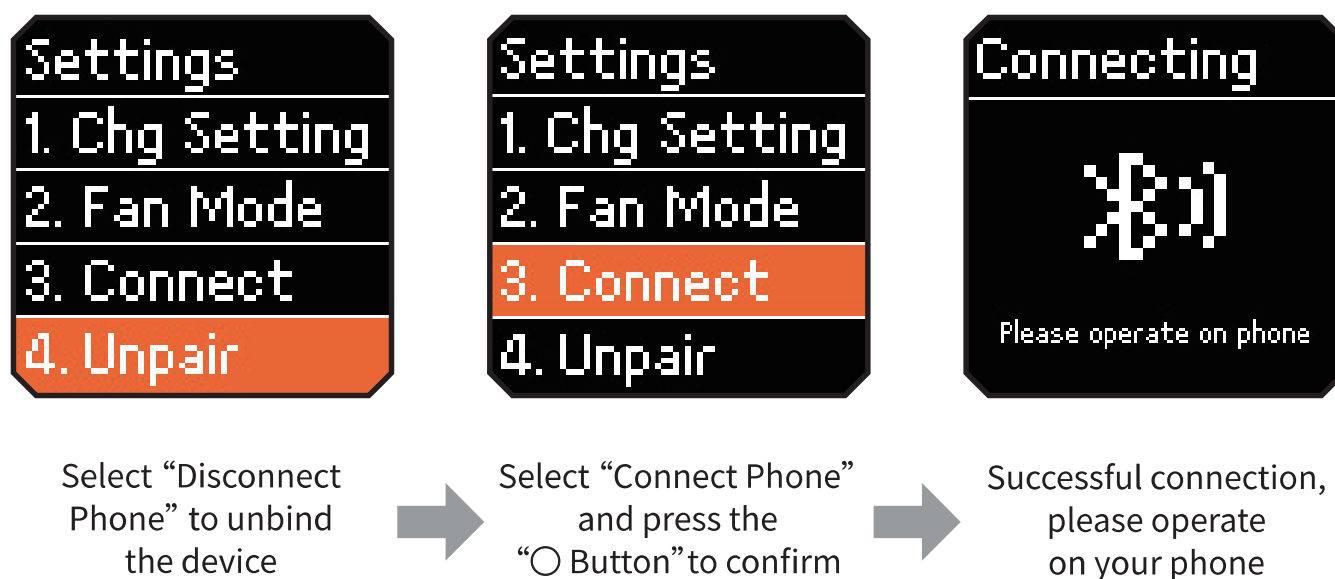 Settings
1. Chg Setting
2. Fan Mode
3. Connect
4. Unpair
Settings
1. Chg Setting
2. Fan Mode
3. Connect
4. Unpair
Connecting
Please operate on phone
Select “Disconnect
Phone” to unbind
the device
Select “Connect Phone”
and press the
“○ Button” to confirm
Successful connection,
please operate
on your phone